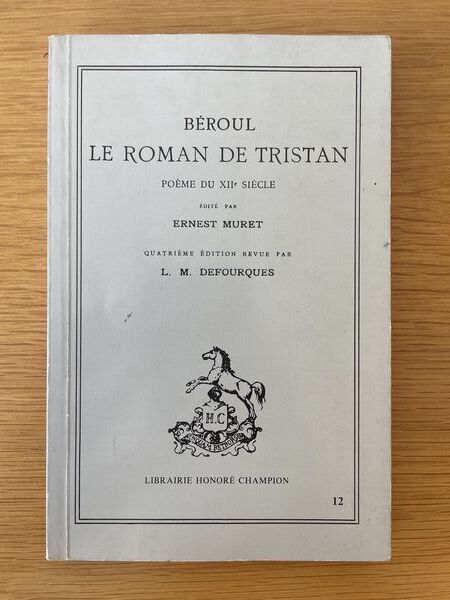 BÉROUL
LE ROMAN DE TRISTAN
POÈME DU XIIe SIÈCLE
ÉDITÉ PAR
ERNEST MURET
QUATRIÈME ÉDITION REVUE PAR
L. M. DEFOURQUES
H.C
LIBRAIRIE HONORÉ CHAMPION
12